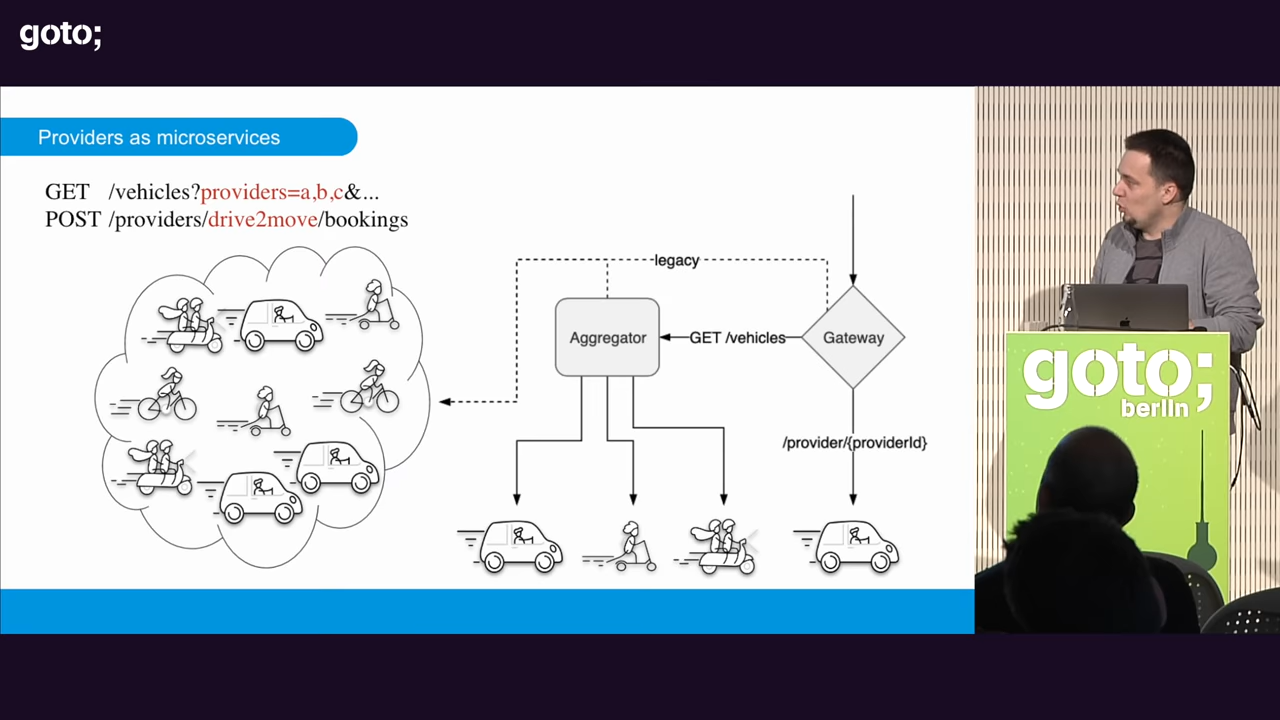 goto;
Providers as microservices
GET /vehicles?providers=a,b,c&...
POST /providers/drive2move/bookings
legacy
Aggregator
GET /vehicles
Gateway
/provider/{providerId}
goto;
berlin